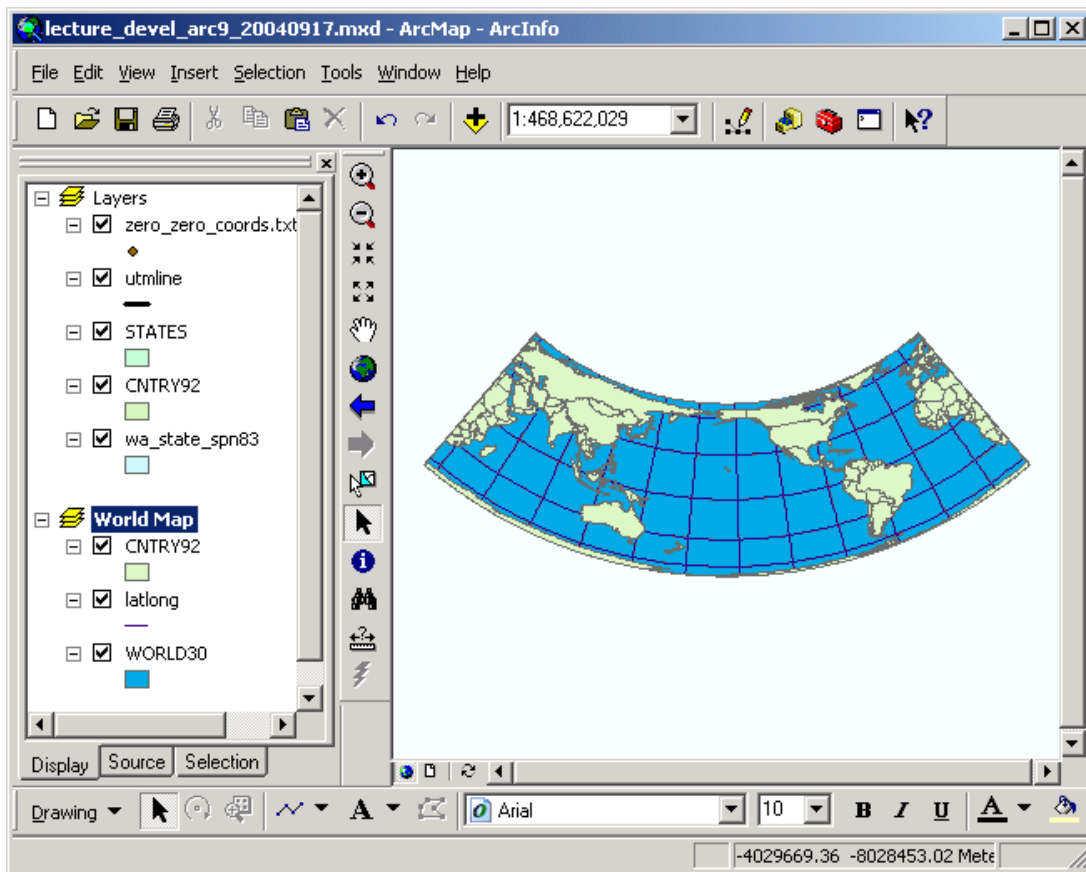 lecture_devel_arc9_20040917.mxd - ArcMap - ArcInfo
File Edit View Insert Selection Tools Window Help
1:468,622,029
Layers
zero_zero_coords.txt
utmline
STATES
CNTRY92
wa_state_spn83
World Map
CNTRY92
latlong
WORLD30
Display Source Selection
Drawing A Arial 10 B I U A
-4029669.36 -8028453.02 Mete